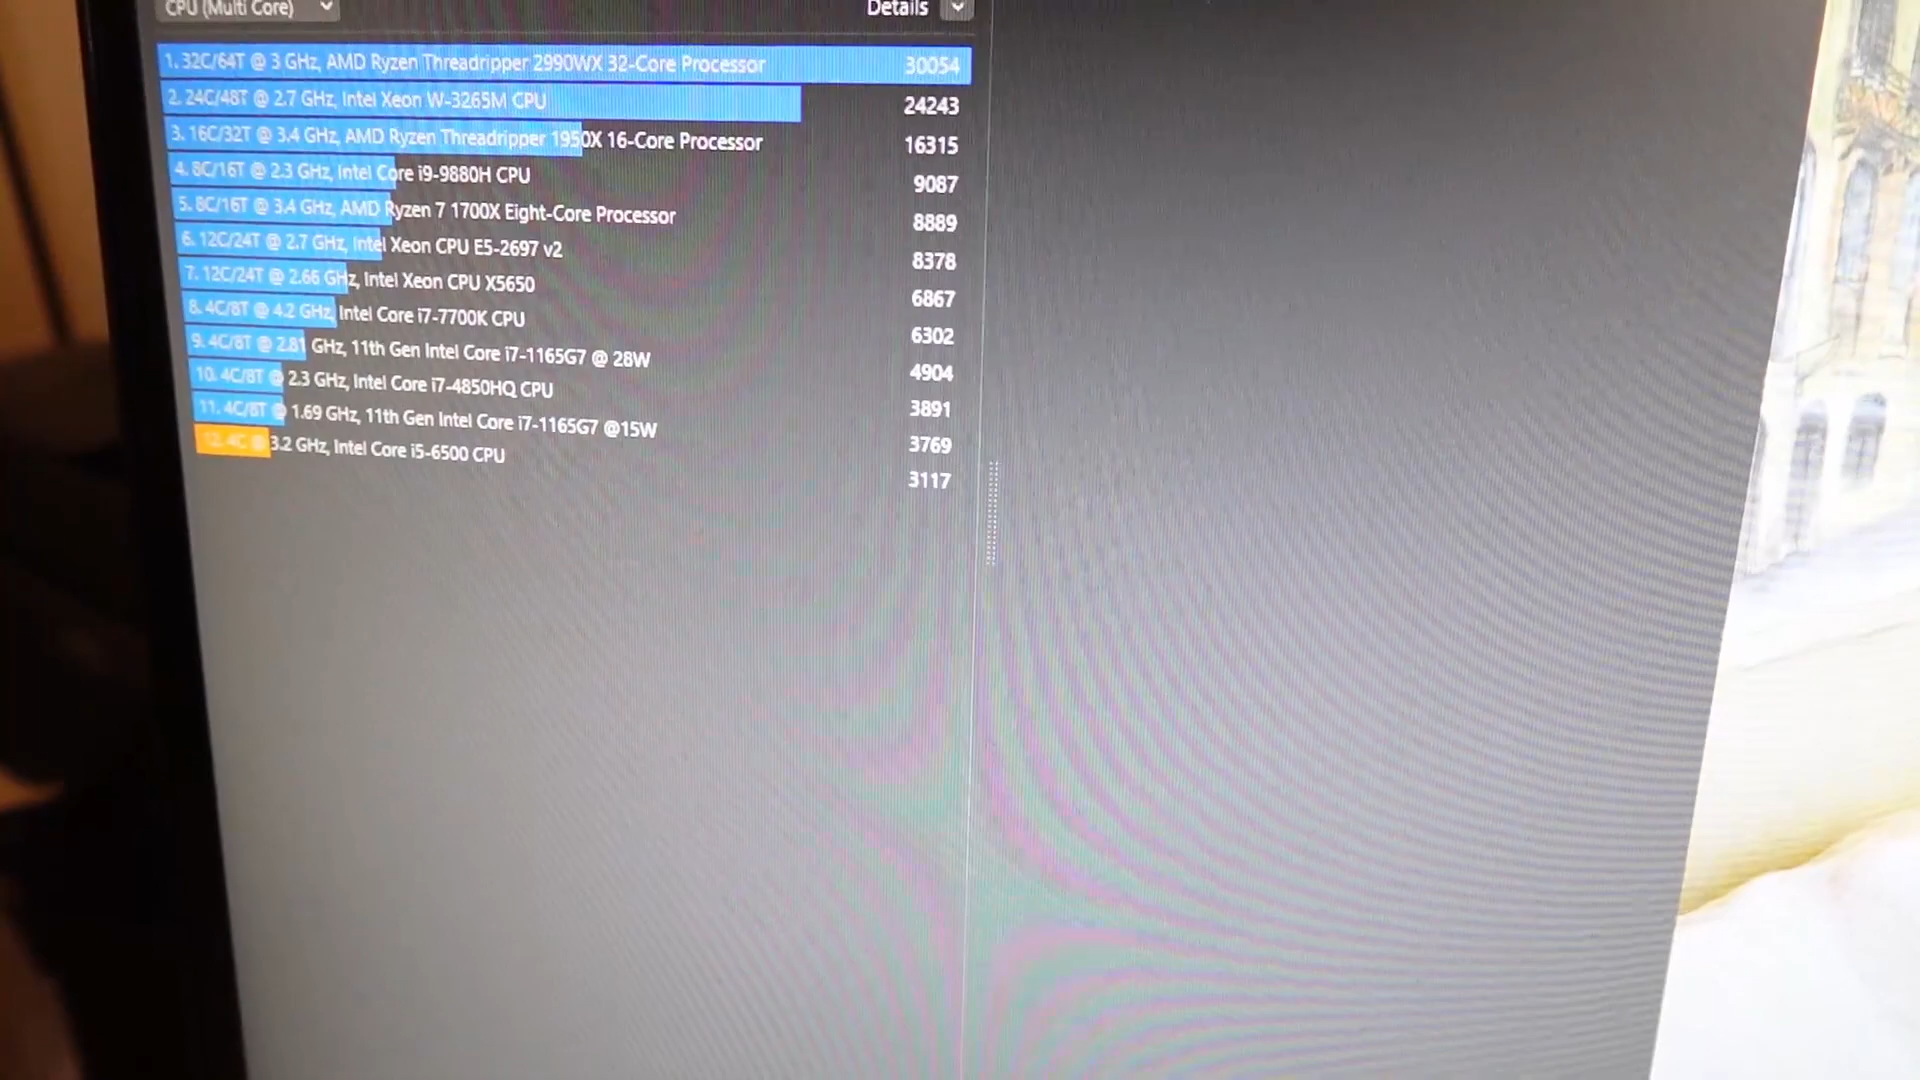 CPU (Multi Core)
Details
1. 32C/64T @ 3 GHz, AMD Ryzen Threadripper 2990WX 32-Core Processor 30054
2. 24C/48T @ 2.7 GHz, Intel Xeon W-3265M CPU 24243
3. 16C/32T @ 3.4 GHz, AMD Ryzen Threadripper 1950X 16-Core Processor 16315
4. 8C/16T @ 2.3 GHz, Intel Core i9-9880H CPU 9087
5. 8C/16T @ 3.4 GHz, AMD Ryzen 7 1700X Eight-Core Processor 8889
6. 12C/24T @ 2.7 GHz, Intel Xeon CPU E5-2697 v2 8378
7. 12C/24T @ 2.66 GHz, Intel Xeon CPU X5650 6867
8. 4C/8T @ 4.2 GHz, Intel Core i7-7700K CPU 6302
9. 4C/8T @ 2.81 GHz, 11th Gen Intel Core i7-1165G7 @ 28W 4904
10. 4C/8T @ 2.3 GHz, Intel Core i7-4850HQ CPU 3891
11. 4C/8T @ 1.69 GHz, 11th Gen Intel Core i7-1165G7 @15W 3769
12. 4C @ 3.2 GHz, Intel Core i5-6500 CPU 3117